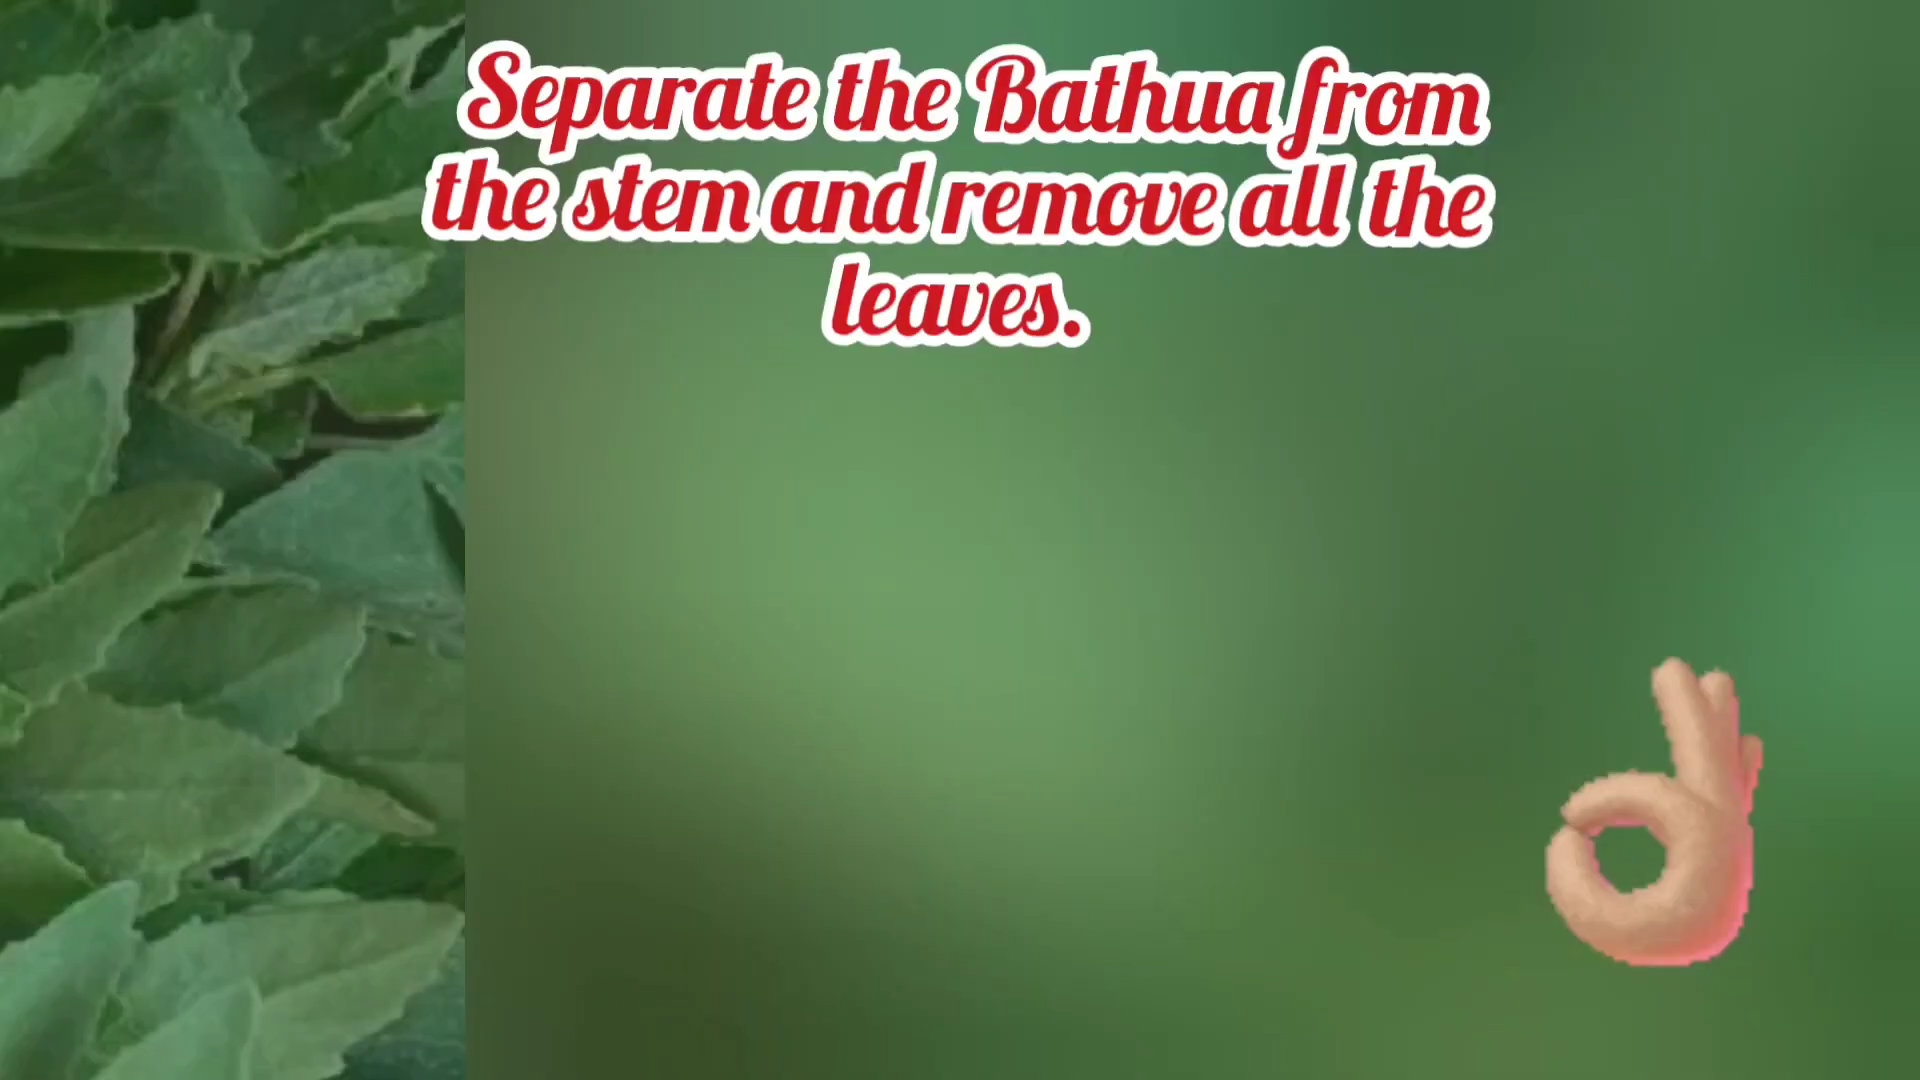 Separate the Bathua from
the stem and remove all the
leaves.